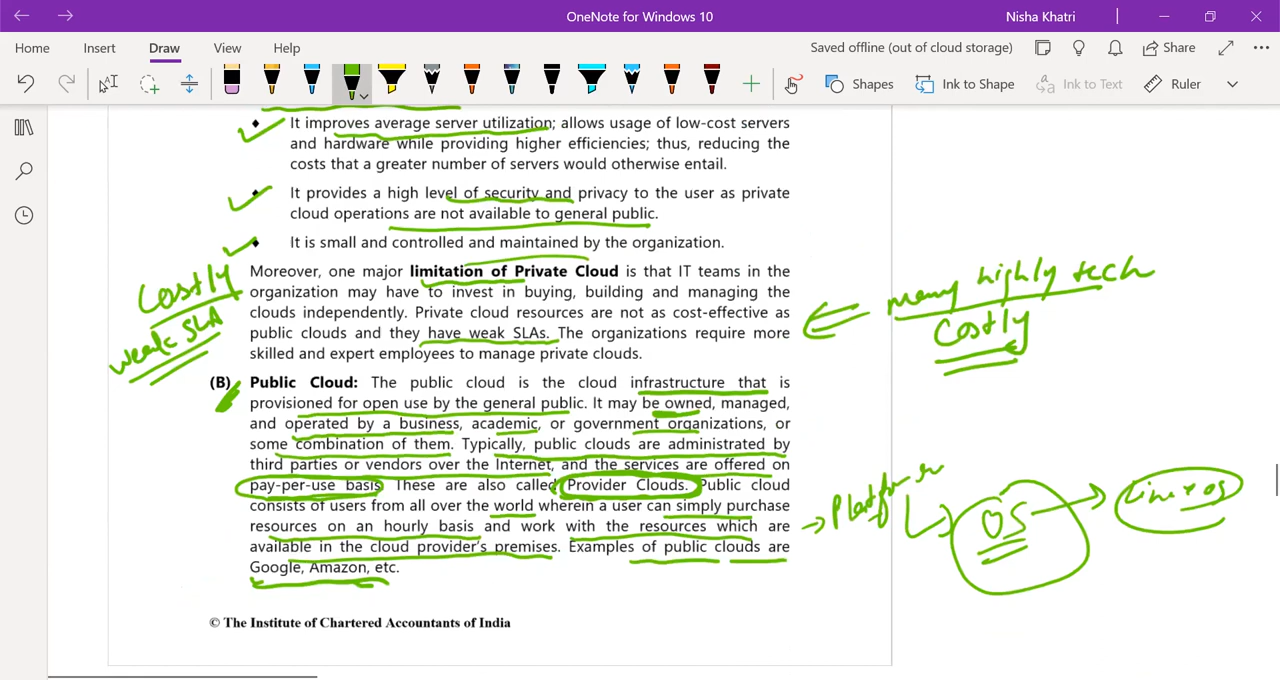 OneNote for Windows 10
Nisha Khatri
Home Insert Draw View Help
Saved offline (out of cloud storage)
Share
Shapes
Ink to Shape
Ink to Text
Ruler
♦ It improves average server utilization; allows usage of low-cost servers
and hardware while providing higher efficiencies; thus, reducing the
costs that a greater number of servers would otherwise entail.
♦ It provides a high level of security and privacy to the user as private
cloud operations are not available to general public.
♦ It is small and controlled and maintained by the organization.
Moreover, one major limitation of Private Cloud is that IT teams in the
organization may have to invest in buying, building and managing the
clouds independently. Private cloud resources are not as cost-effective as
public clouds and they have weak SLAs. The organizations require more
skilled and expert employees to manage private clouds.
Costly
weak SLA
many highly tech
Costly
(B) Public Cloud: The public cloud is the cloud infrastructure that is
provisioned for open use by the general public. It may be owned, managed,
and operated by a business, academic, or government organizations, or
some combination of them. Typically, public clouds are administrated by
third parties or vendors over the Internet, and the services are offered on
pay-per-use basis. These are also called Provider Clouds. Public cloud
consists of users from all over the world wherein a user can simply purchase
resources on an hourly basis and work with the resources which are
available in the cloud provider's premises. Examples of public clouds are
Google, Amazon, etc.
OS
© The Institute of Chartered Accountants of India